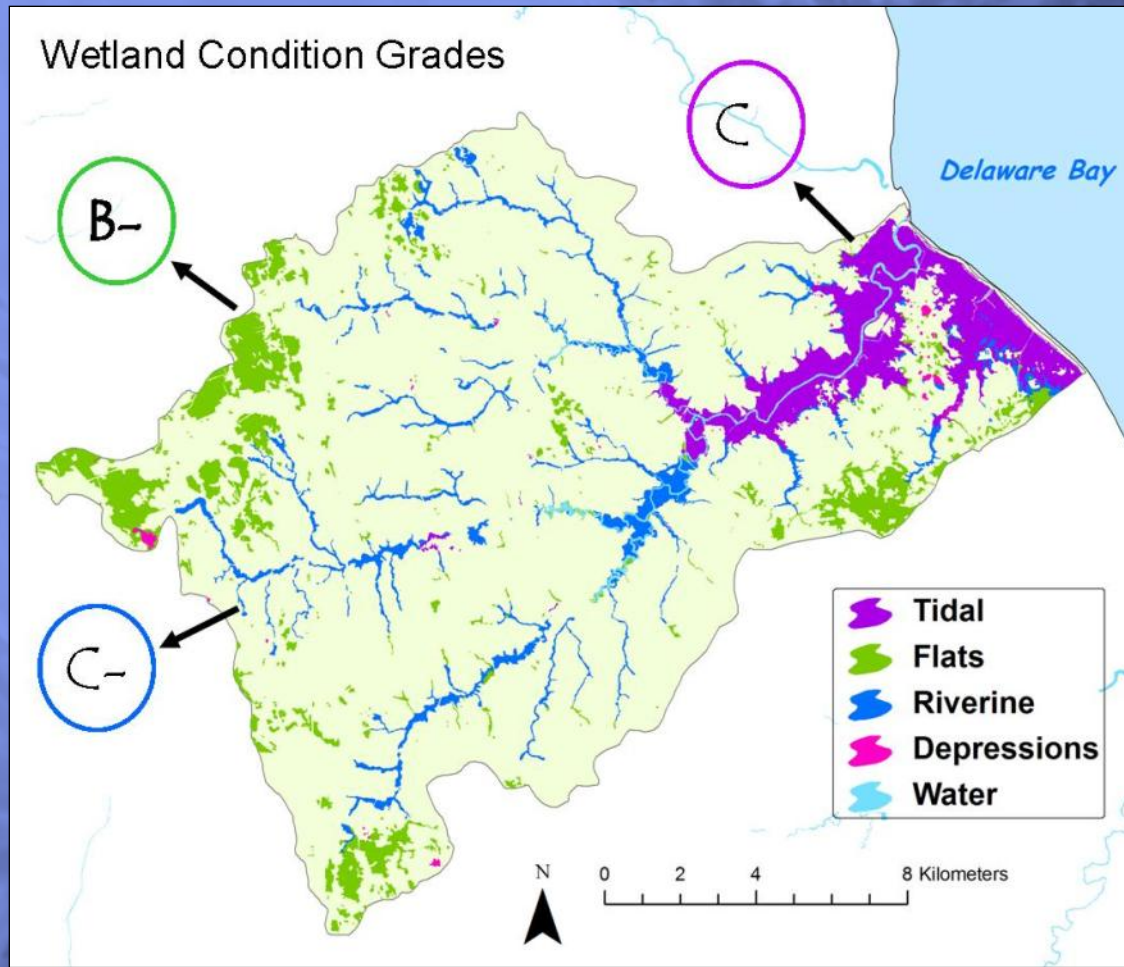 Wetland Condition Grades
C
Delaware Bay
B-
C-
Tidal
Flats
Riverine
Depressions
Water
N
0 2 4 8 Kilometers